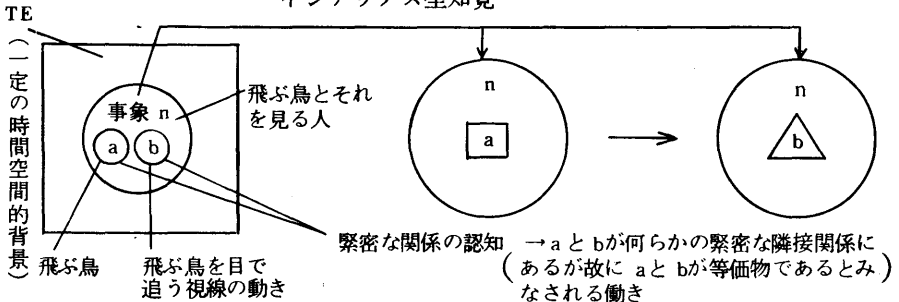 インデックス型知覚
TE
（一定の時間空間的背景）
事象 n
a
b
飛ぶ鳥とそれ
を見る人
飛ぶ鳥
飛ぶ鳥を目で
追う視線の動き
緊密な関係の認知
n
a
n
b
→aとbが何らかの緊密な隣接関係に
（あるが故に aとbが等価物であるとみ）
なされる働き